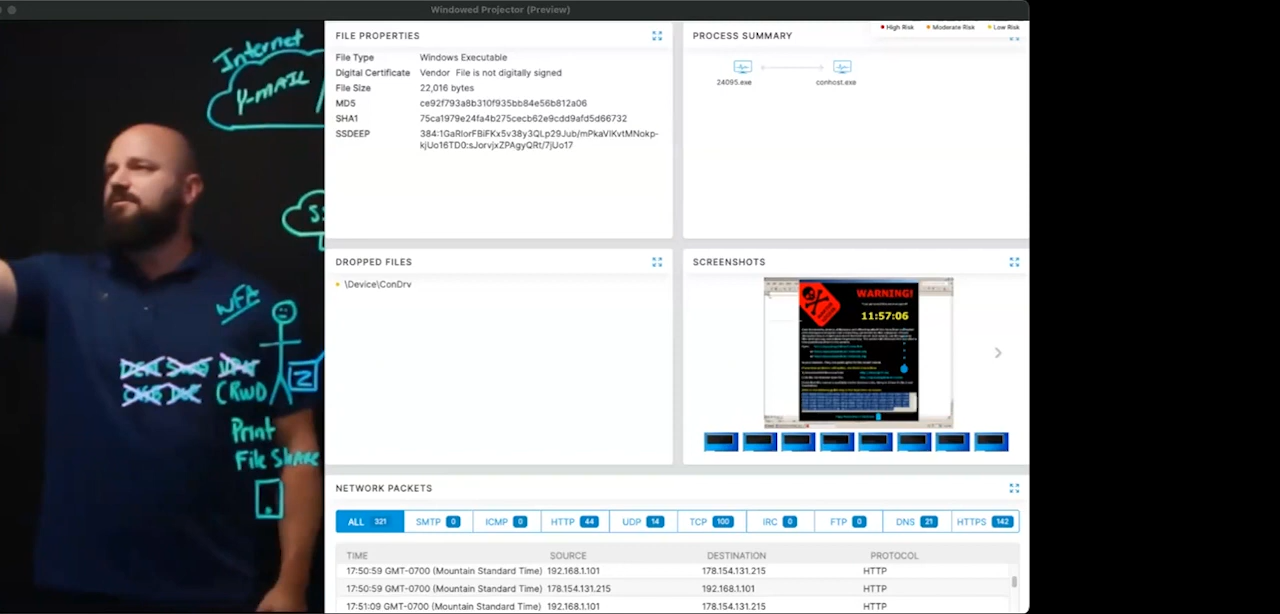 Windowed Projector (Preview)
Internet
Y-MAIL
NFA
CRWD
Print
File Share
Z
FILE PROPERTIES
File Type Windows Executable
Digital Certificate Vendor File is not digitally signed
File Size 22,016 bytes
MD5 ce92f793a8b310f935bb84e56b812a06
SHA1 75ca1979e24fa4b275cecb62e9cdd9afd5d66732
SSDEEP 384:1GaRIorFBiFKx5v38y3QLp29Jub/mPkaVIKvtMNokp-
kjUo16TD0:sJorvjxZPAgyQRt/7jUo17
PROCESS SUMMARY
High Risk Moderate Risk Low Risk
24095.exe conhost.exe
DROPPED FILES
\Device\ConDrv
SCREENSHOTS
WARNING!
11:57:06
NETWORK PACKETS
ALL 321 SMTP 0 ICMP 0 HTTP 44 UDP 14 TCP 100 IRC 0 FTP 0 DNS 21 HTTPS 142
TIME SOURCE DESTINATION PROTOCOL
17:50:59 GMT-0700 (Mountain Standard Time) 192.168.1.101 178.154.131.215 HTTP
17:50:59 GMT-0700 (Mountain Standard Time) 178.154.131.215 192.168.1.101 HTTP
17:51:09 GMT-0700 (Mountain Standard Time) 192.168.1.101 178.154.131.215 HTTP